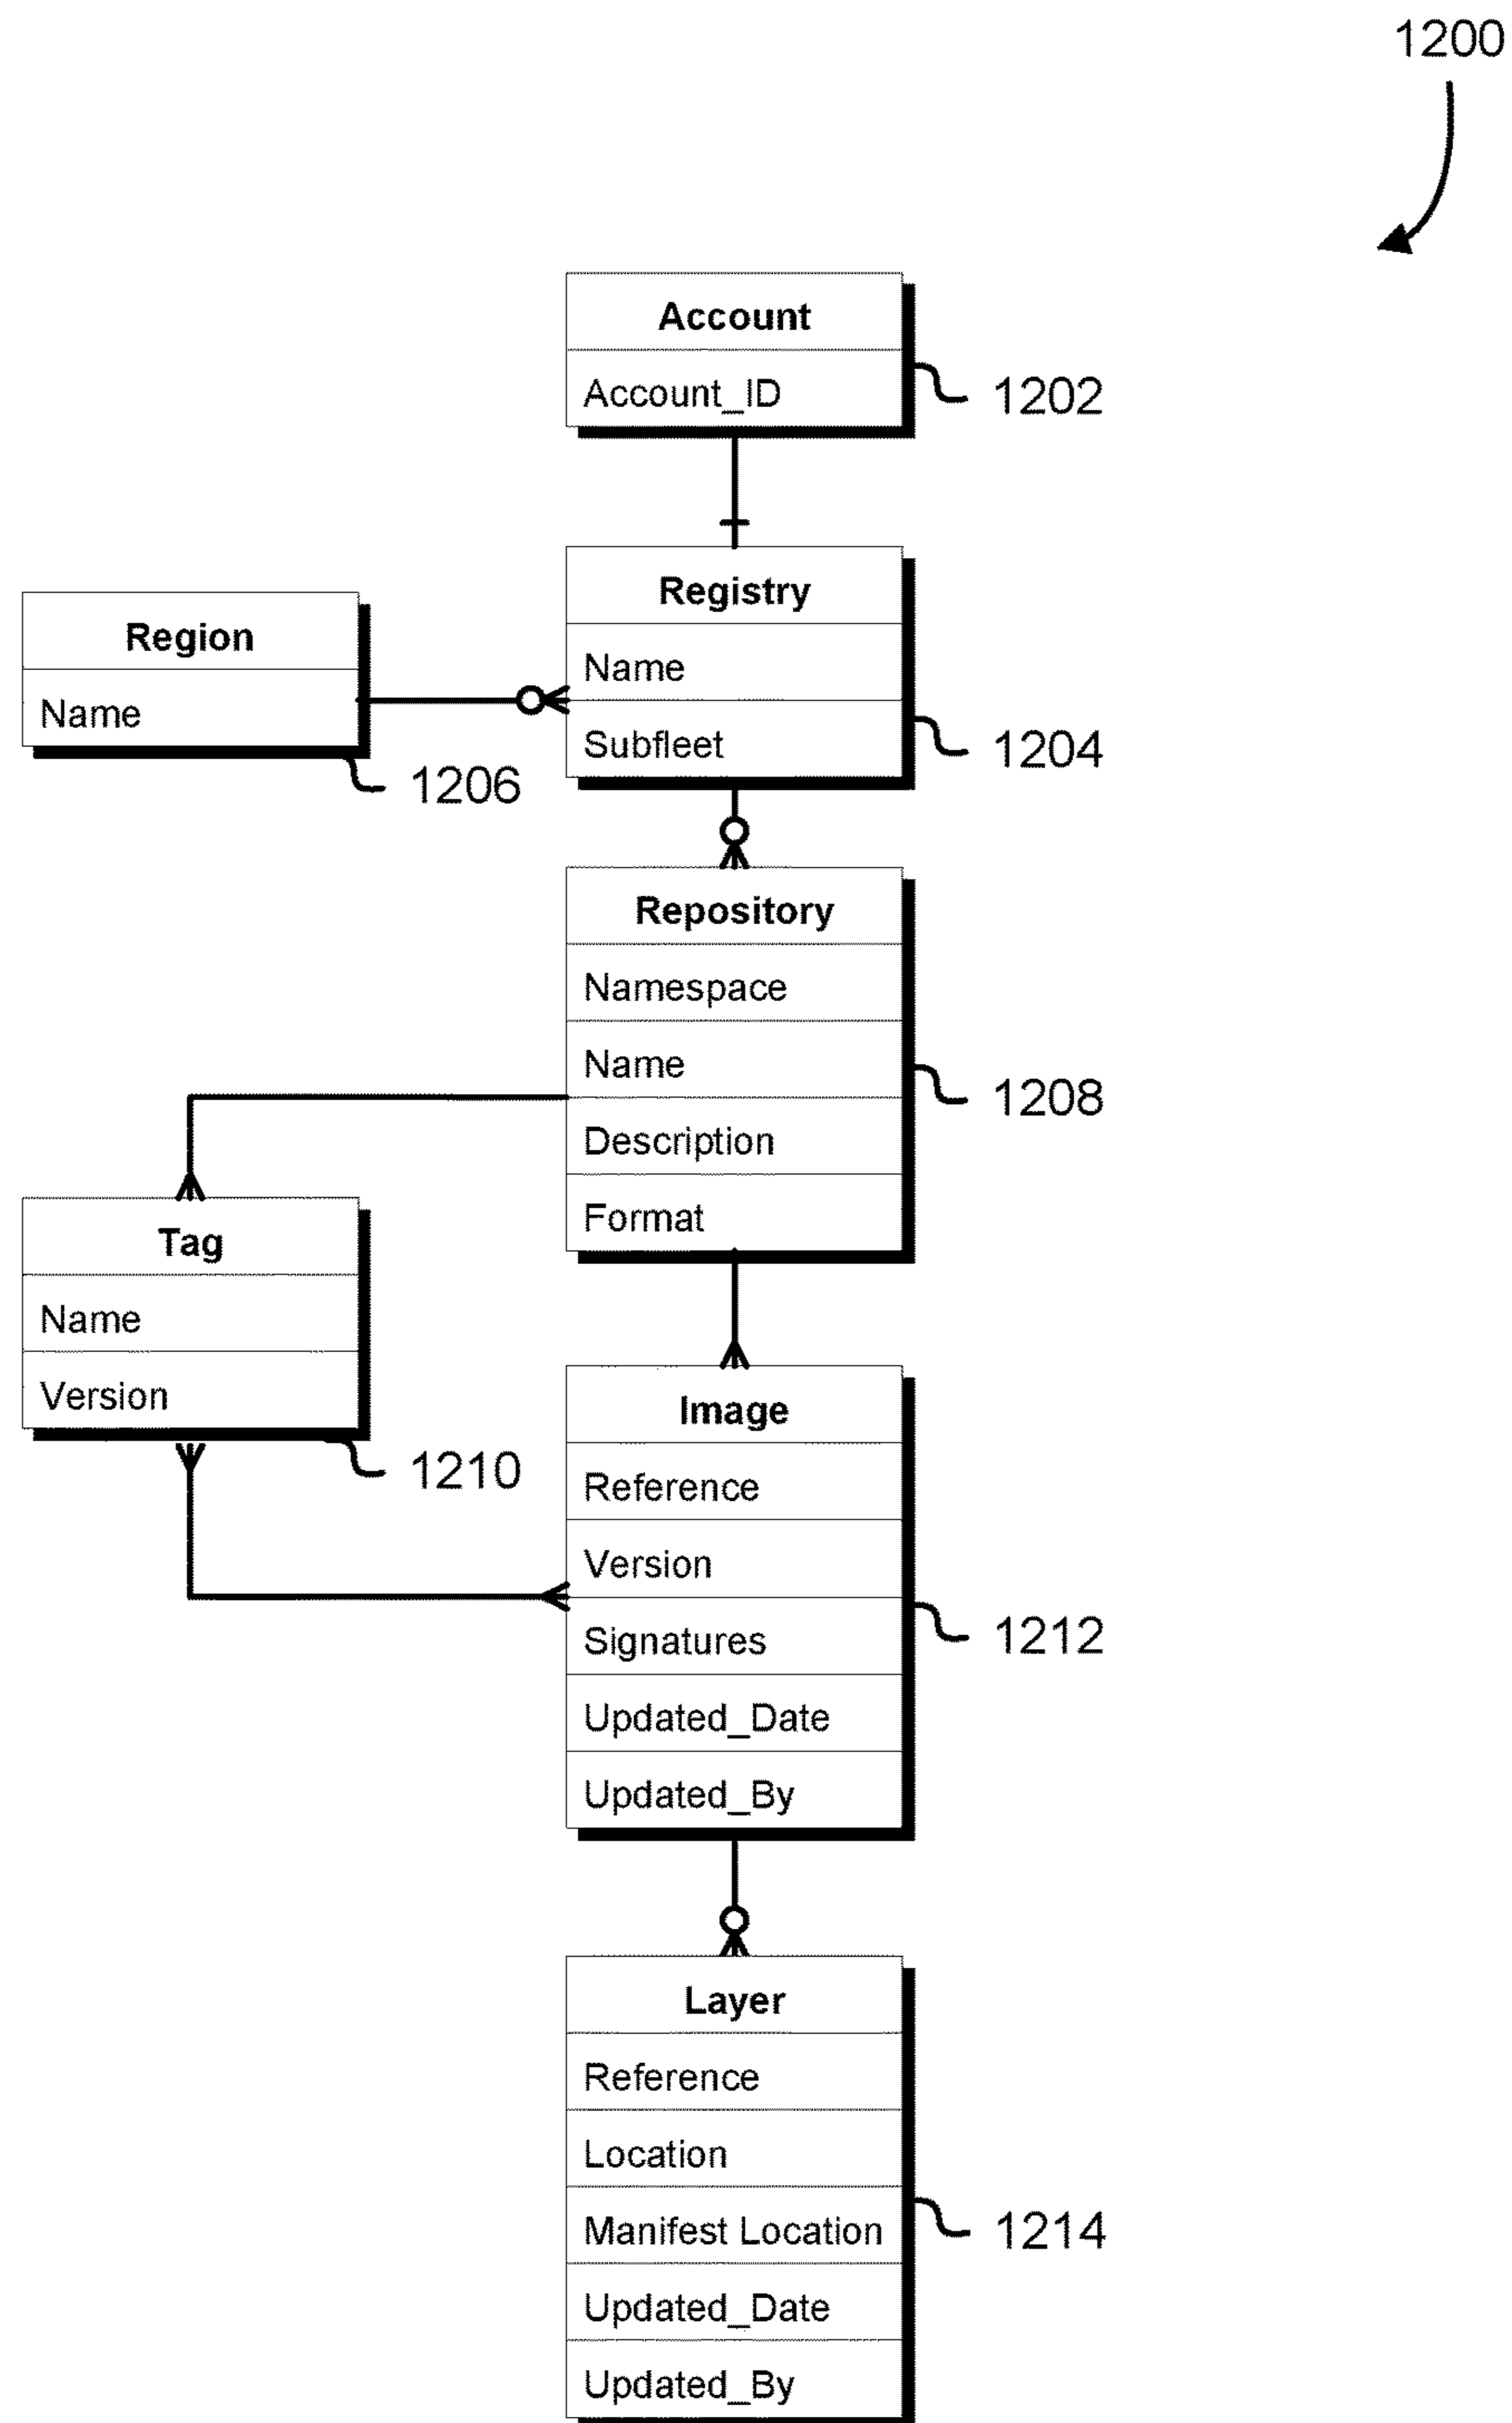 1200
Account
Account_ID
1202
Registry
Name
Subfleet
1204
Region
Name
1206
Repository
Namespace
Name
Description
Format
1208
Tag
Name
Version
1210
Image
Reference
Version
Signatures
Updated_Date
Updated_By
1212
Layer
Reference
Location
Manifest Location
Updated_Date
Updated_By
1214